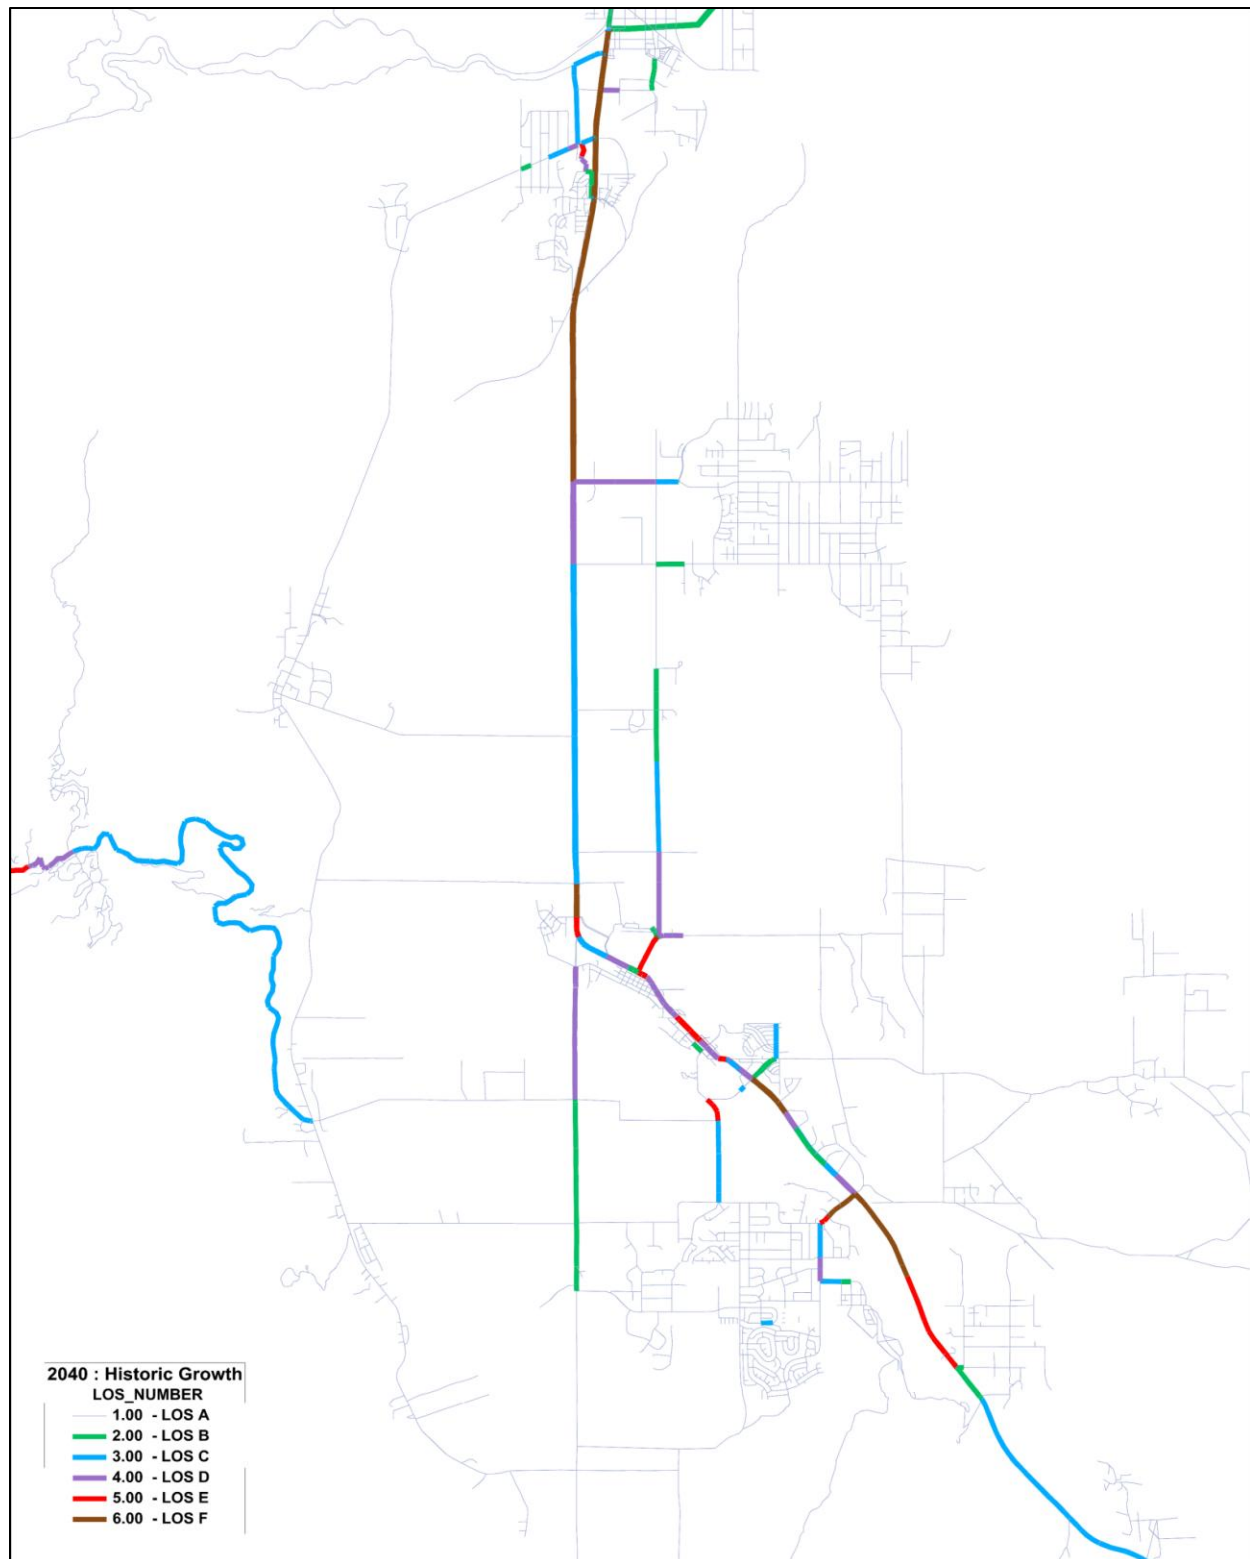 2040 : Historic Growth
LOS_NUMBER
1.00 - LOS A
2.00 - LOS B
3.00 - LOS C
4.00 - LOS D
5.00 - LOS E
6.00 - LOS F